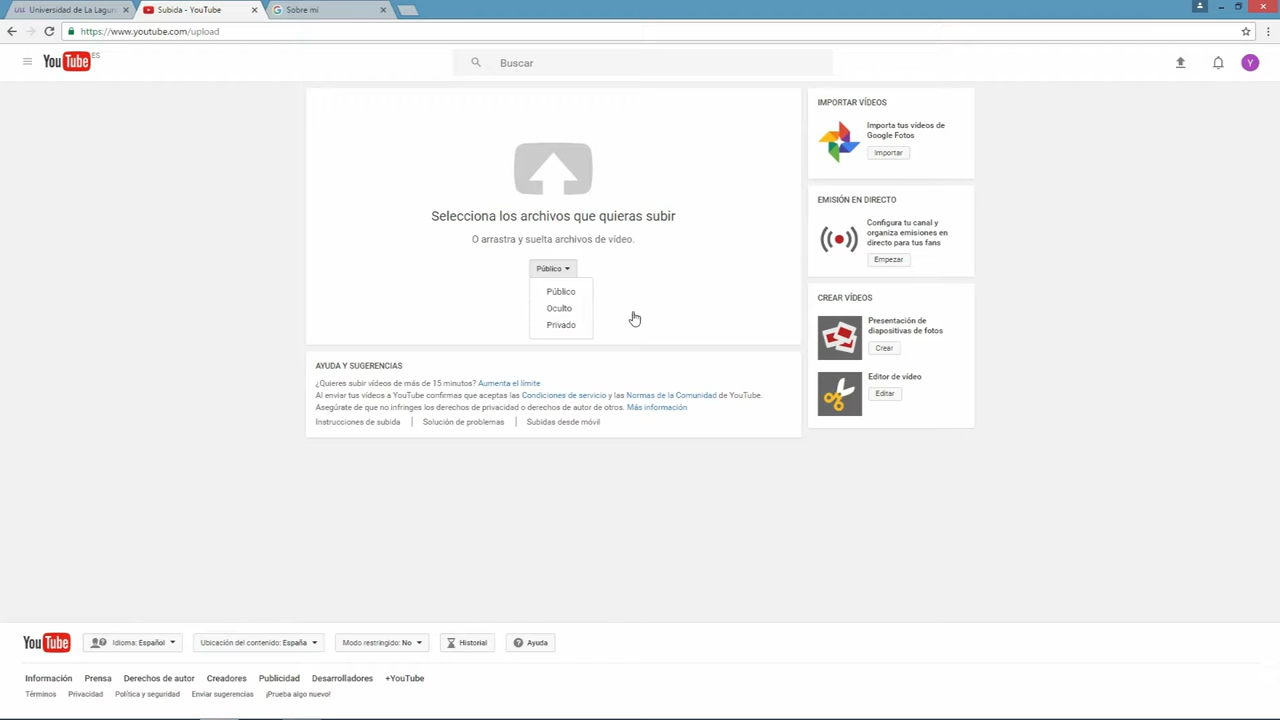 Universidad de La Lagun
Subida - YouTube
Sobre mí
https://www.youtube.com/upload
YouTube ES
Buscar
Y
Selecciona los archivos que quieras subir
O arrastra y suelta archivos de vídeo.
Público
Público
Oculto
Privado
IMPORTAR VÍDEOS
Importa tus vídeos de
Google Fotos
Importar
EMISIÓN EN DIRECTO
Configura tu canal y
organiza emisiones en
directo para tus fans
Empezar
CREAR VÍDEOS
Presentación de
diapositivas de fotos
Crear
Editor de vídeo
Editar
AYUDA Y SUGERENCIAS
¿Quieres subir vídeos de más de 15 minutos? Aumenta el límite
Al enviar tus vídeos a YouTube confirmas que aceptas las Condiciones de servicio y las Normas de la Comunidad de YouTube.
Asegúrate de que no infringes los derechos de privacidad o derechos de autor de otros. Más información
Instrucciones de subida Solución de problemas Subidas desde móvil
YouTube Idioma: Español Ubicación del contenido: España Modo restringido: No Historial Ayuda
Información Prensa Derechos de autor Creadores Publicidad Desarrolladores +YouTube
Términos Privacidad Política y seguridad Enviar sugerencias ¡Prueba algo nuevo!